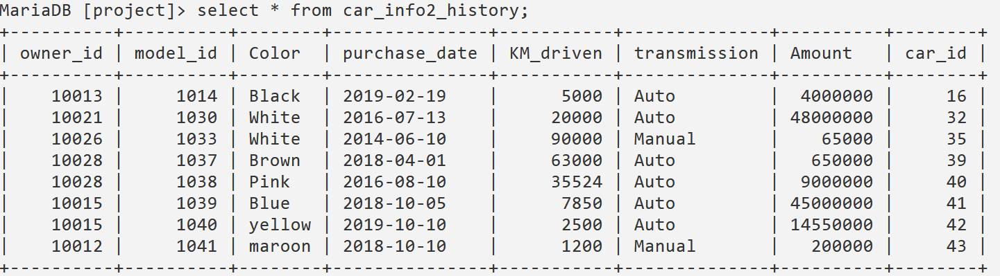 MariaDB [project]> select * from car_info2_history;
+----------+----------+--------+---------------+-----------+--------------+----------+--------+
| owner_id | model_id | Color  | purchase_date | KM_driven | transmission | Amount   | car_id |
+----------+----------+--------+---------------+-----------+--------------+----------+--------+
|    10013 |     1014 | Black  | 2019-02-19    |      5000 | Auto         |  4000000 |     16 |
|    10021 |     1030 | White  | 2016-07-13    |     20000 | Auto         | 48000000 |     32 |
|    10026 |     1033 | White  | 2014-06-10    |     90000 | Manual       |    65000 |     35 |
|    10028 |     1037 | Brown  | 2018-04-01    |     63000 | Auto         |   650000 |     39 |
|    10028 |     1038 | Pink   | 2016-08-10    |     35524 | Auto         |  9000000 |     40 |
|    10015 |     1039 | Blue   | 2018-10-05    |      7850 | Auto         | 45000000 |     41 |
|    10015 |     1040 | yellow | 2019-10-10    |      2500 | Auto         | 14550000 |     42 |
|    10012 |     1041 | maroon | 2018-10-10    |      1200 | Manual       |   200000 |     43 |
+----------+----------+--------+---------------+-----------+--------------+----------+--------+